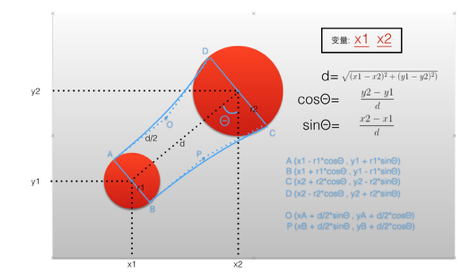 变量: x1 x2
D
d=√(x1 − x2)² + (y1 − y2)²)
y2
r2
cosΘ= y2 − y1 / d
Θ
O
sinΘ= x2 − x1 / d
d/2
d
C
P
A
A (x1 - r1*cosΘ , y1 + r1*sinΘ)
B (x1 + r1*cosΘ , y1 - r1*sinΘ)
y1
r1
C (x2 + r2*cosΘ , y2 - r2*sinΘ)
D (x2 - r2*cosΘ , y2 + r2*sinΘ)
B
O (xA + d/2*sinΘ , yA + d/2*cosΘ)
P (xB + d/2*sinΘ , yB + d/2*cosΘ)
x1
x2